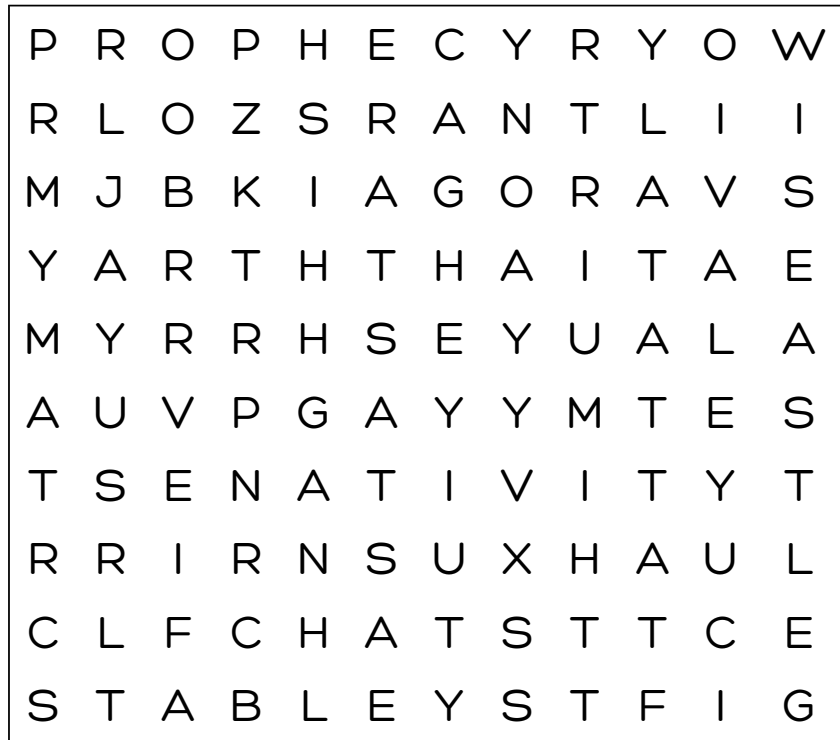 P R O P H E C Y R Y O W
R L O Z S R A N T L I I
M J B K I A G O R A V S
Y A R T H T H A I T A E
M Y R R H S E Y U A L A
A U V P G A Y Y M T E S
T S E N A T I V I T Y T
R R I R N S U X H A U L
C L F C H A T S T T C E
S T A B L E Y S T F I G